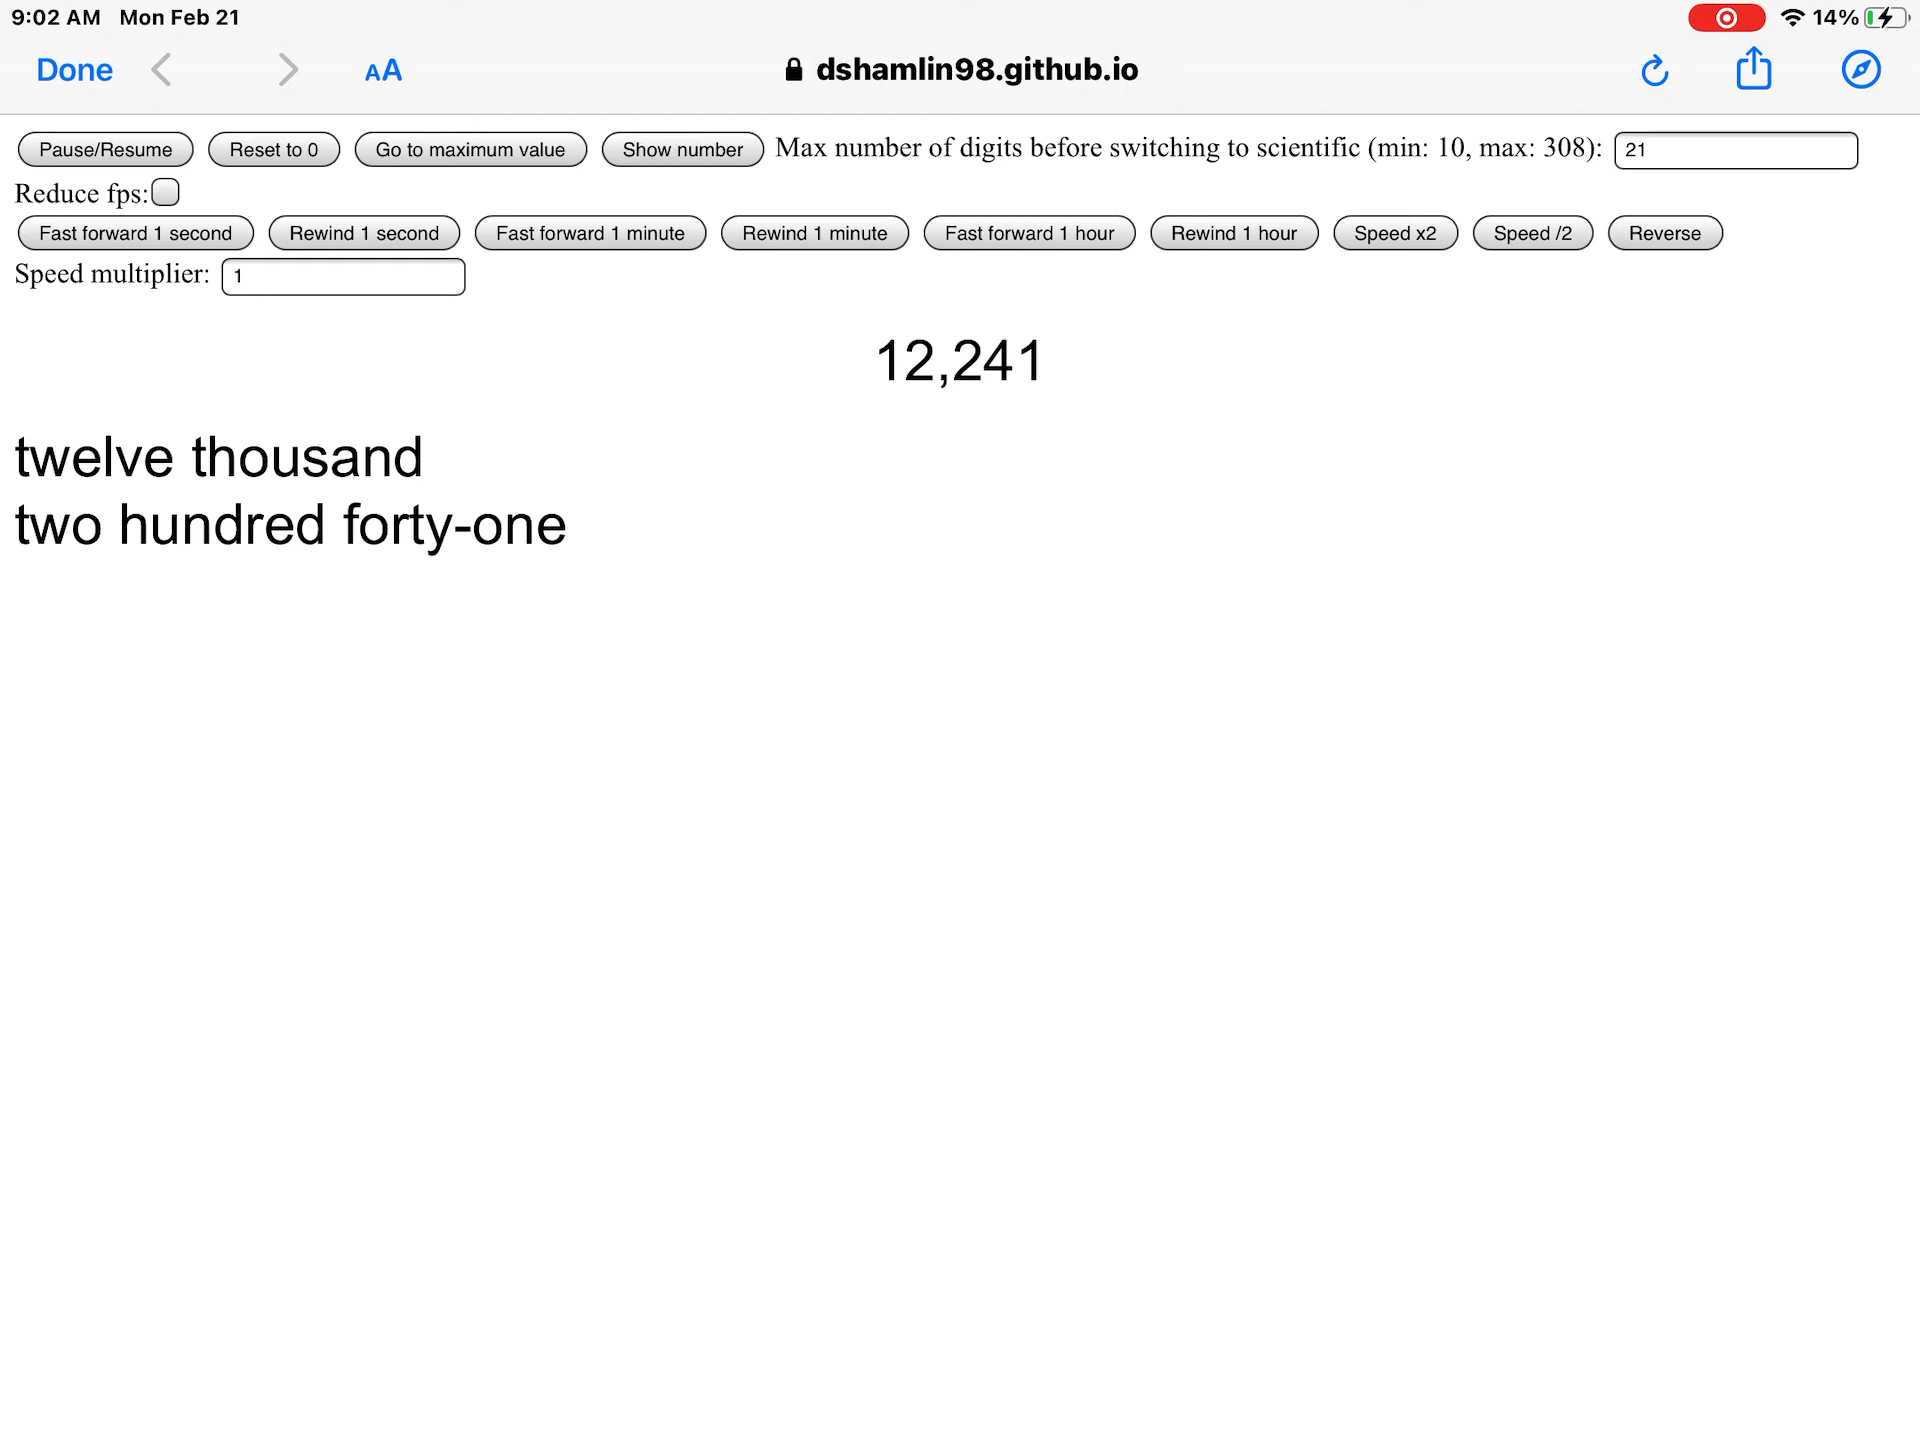 9:02 AM Mon Feb 21 14%
Done AA dshamlin98.github.io
Pause/Resume Reset to 0 Go to maximum value Show number Max number of digits before switching to scientific (min: 10, max: 308): 21
Reduce fps:
Fast forward 1 second Rewind 1 second Fast forward 1 minute Rewind 1 minute Fast forward 1 hour Rewind 1 hour Speed x2 Speed /2 Reverse
Speed multiplier: 1
12,241
twelve thousand
two hundred forty-one